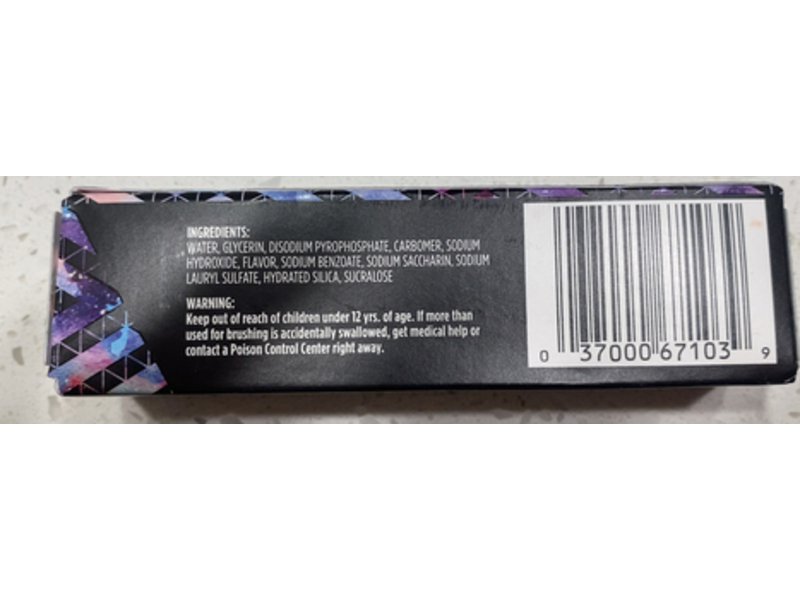 INGREDIENTS:
WATER, GLYCERIN, DISODIUM PYROPHOSPHATE, CARBOMER, SODIUM
HYDROXIDE, FLAVOR, SODIUM BENZOATE, SODIUM SACCHARIN, SODIUM
LAURYL SULFATE, HYDRATED SILICA, SUCRALOSE
WARNING:
Keep out of reach of children under 12 yrs. of age. If more than
used for brushing is accidentally swallowed, get medical help or
contact a Poison Control Center right away.
0 37000 67103 9